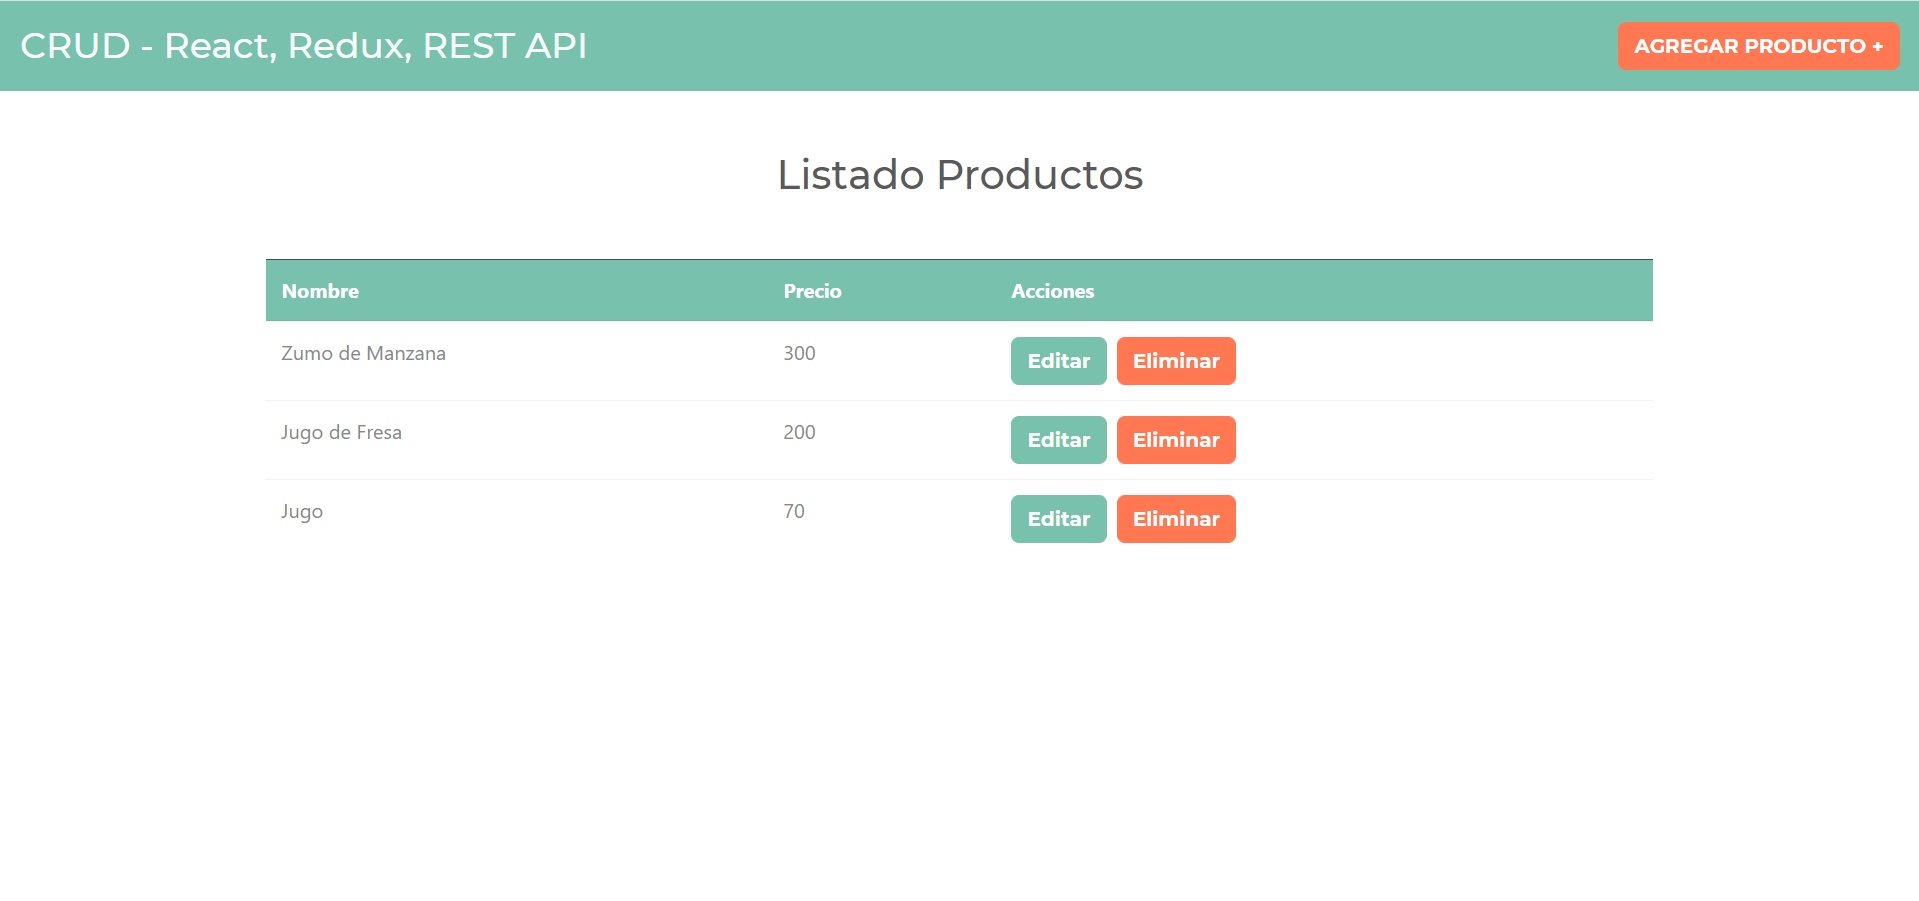 CRUD - React, Redux, REST API
AGREGAR PRODUCTO +
Listado Productos
Nombre Precio Acciones
Zumo de Manzana 300 Editar Eliminar
Jugo de Fresa 200 Editar Eliminar
Jugo 70 Editar Eliminar